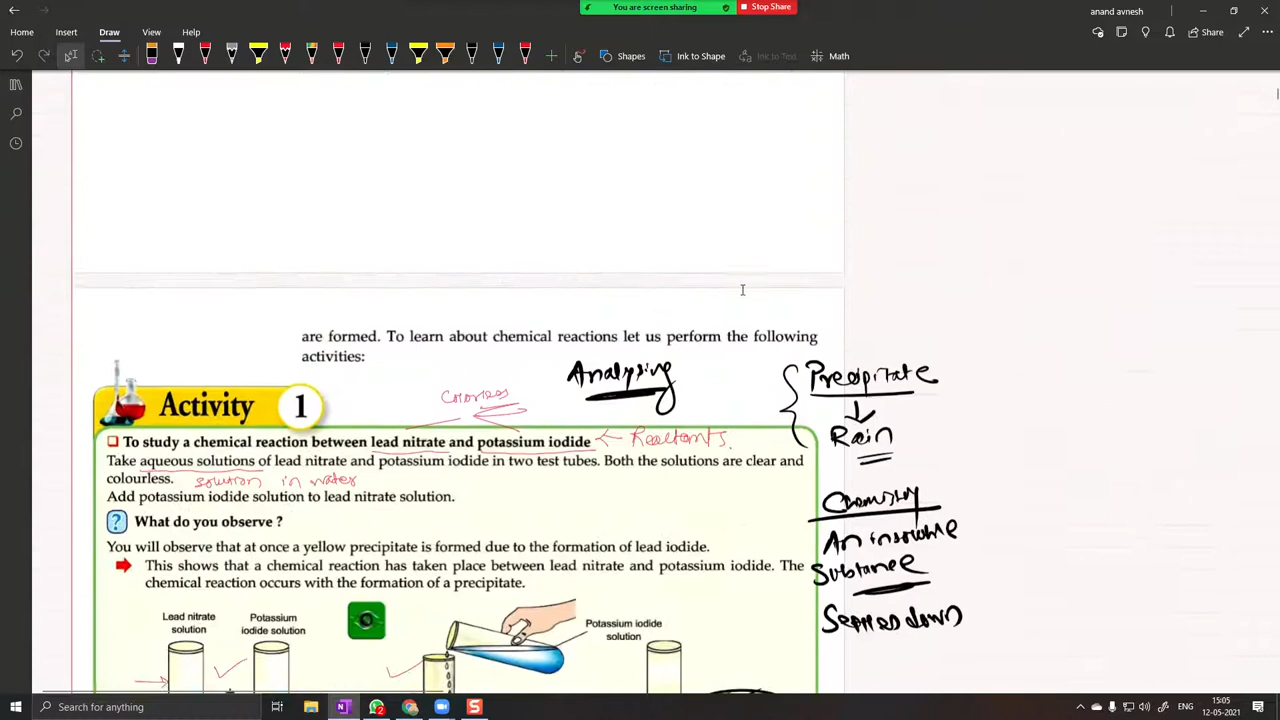 You are screen sharing
Stop Share
anand avnesh
Home Insert Draw View Help
Shapes Ink to Shape Ink to Text Math
Share
are formed. To learn about chemical reactions let us perform the following
activities:
Analysing
Precipitate
Rain
Colorless
Activity 1
To study a chemical reaction between lead nitrate and potassium iodide
Reactants.
Take aqueous solutions of lead nitrate and potassium iodide in two test tubes. Both the solutions are clear and
colourless.
solution in water
Add potassium iodide solution to lead nitrate solution.
Chemistry
? What do you observe ?
An insoluble
You will observe that at once a yellow precipitate is formed due to the formation of lead iodide.
This shows that a chemical reaction has taken place between lead nitrate and potassium iodide. The
Substance
chemical reaction occurs with the formation of a precipitate.
down
Lead nitrate
solution
Potassium
iodide solution
Potassium iodide
solution
Search for anything
ENG
15:05
12-05-2021